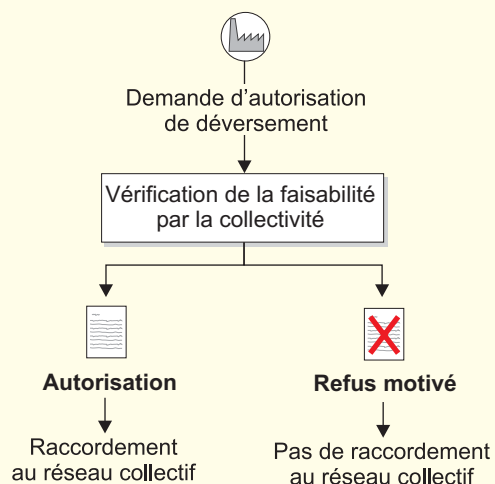 Demande d'autorisation
de déversement
Vérification de la faisabilité
par la collectivité
Autorisation
Refus motivé
Raccordement
au réseau collectif
Pas de raccordement
au réseau collectif